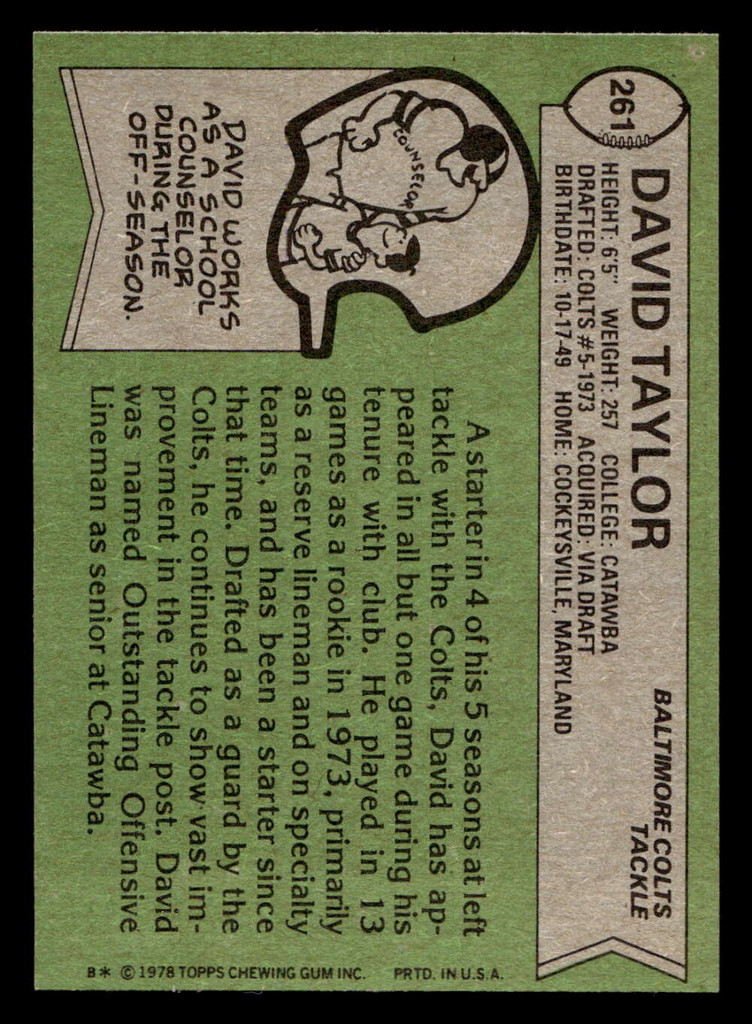 261
DAVID TAYLOR
BALTIMORE COLTS
TACKLE
HEIGHT: 6'5" WEIGHT: 257 COLLEGE: CATAWBA
DRAFTED: COLTS #5-1973 ACQUIRED: VIA DRAFT
BIRTHDATE: 10-17-49 HOME: COCKEYSVILLE, MARYLAND
COUNSELOR
DAVID WORKS
AS A SCHOOL
COUNSELOR
DURING THE
OFF-SEASON.
A starter in 4 of his 5 seasons at left
tackle with the Colts, David has ap-
peared in all but one game during his
tenure with club. He played in 13
games as a rookie in 1973, primarily
as a reserve lineman and on specialty
teams, and has been a starter since
that time. Drafted as a guard by the
Colts, he continues to show vast im-
provement in the tackle post. David
was named Outstanding Offensive
Lineman as senior at Catawba.
B* © 1978 TOPPS CHEWING GUM INC. PRTD. IN U.S.A.